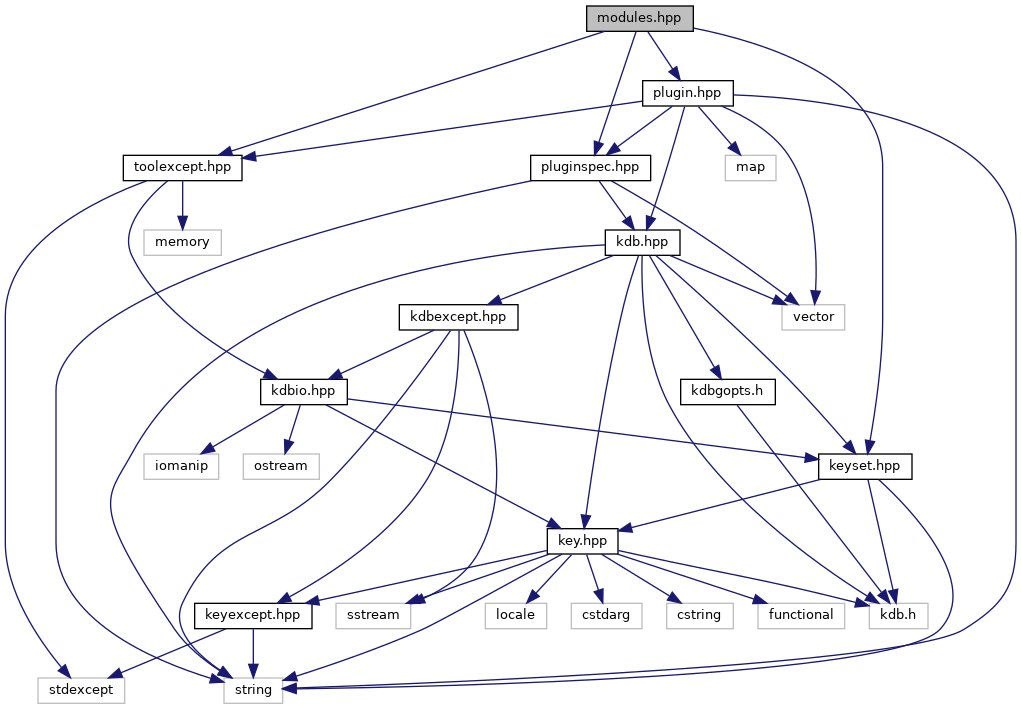 modules.hpp
plugin.hpp
toolexcept.hpp
pluginspec.hpp
map
memory
kdb.hpp
kdbexcept.hpp
vector
kdbio.hpp
kdbgopts.h
iomanip
ostream
keyset.hpp
key.hpp
keyexcept.hpp
sstream
locale
cstdarg
cstring
functional
kdb.h
stdexcept
string